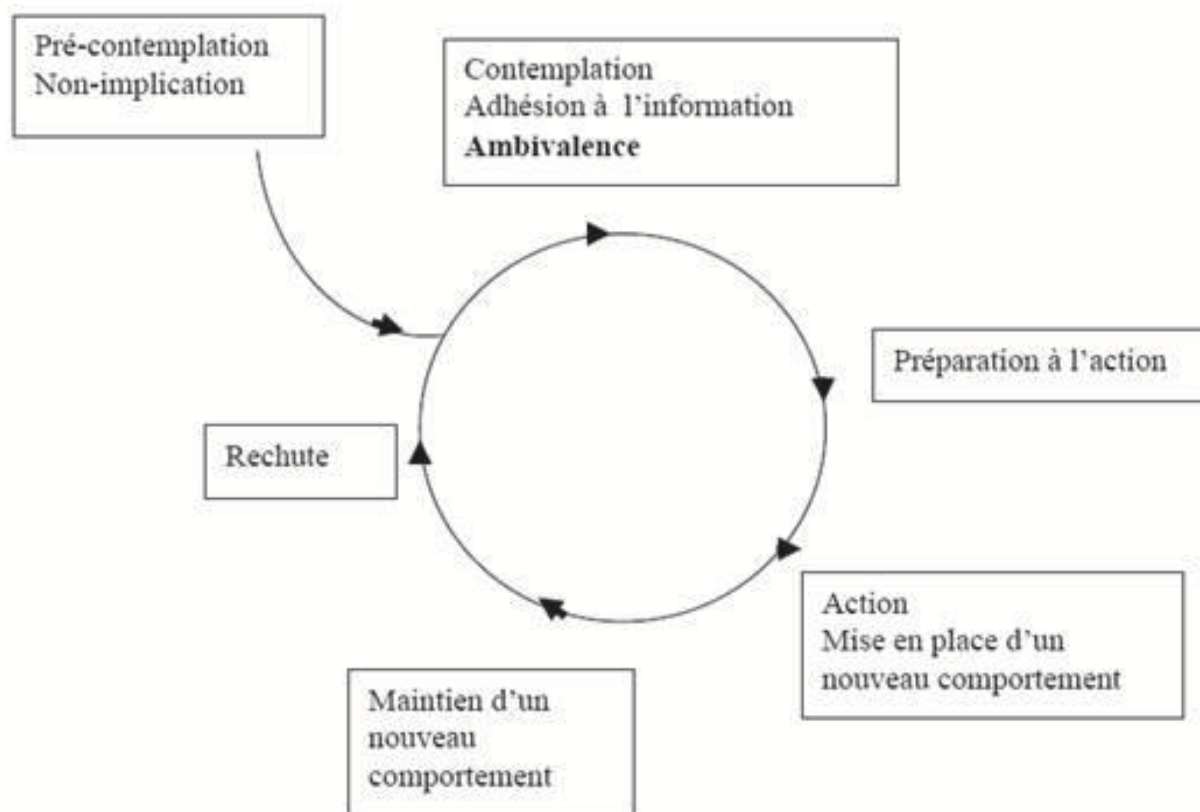 Pré-contemplation
Non-implication
Contemplation
Adhésion à l’information
Ambivalence
Préparation à l’action
Rechute
Action
Mise en place d’un
nouveau comportement
Maintien d’un
nouveau
comportement